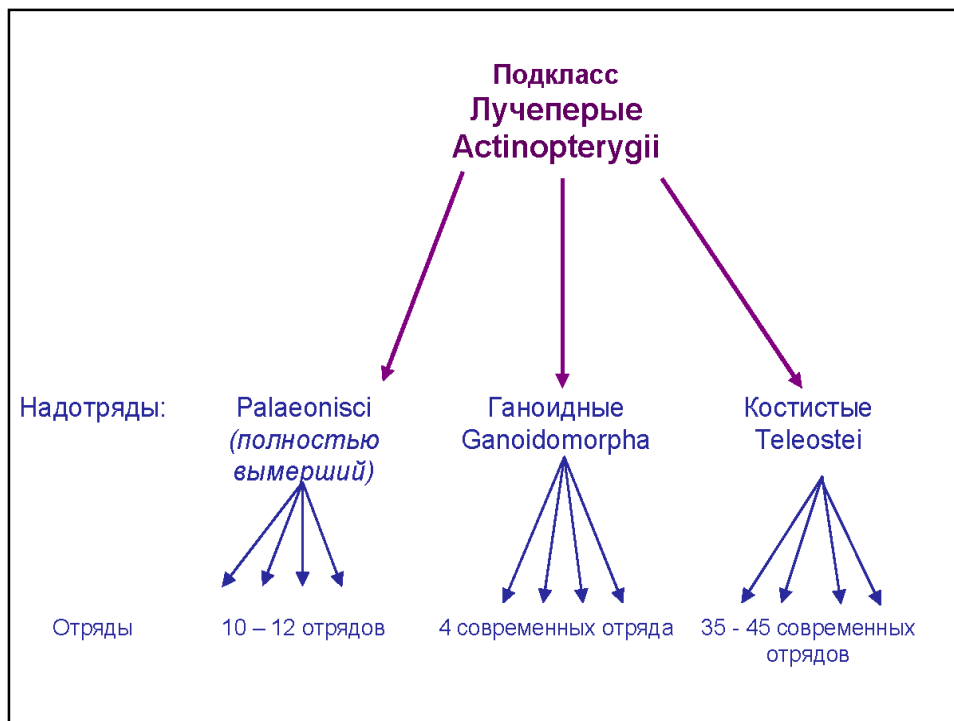 Подкласс
Лучеперые
Actinopterygii
Надотряды:
Palaeonisci
(полностью
вымерший)
Ганоидные
Ganoidomorpha
Костистые
Teleostei
Отряды
10 – 12 отрядов
4 современных отряда
35 - 45 современных
отрядов